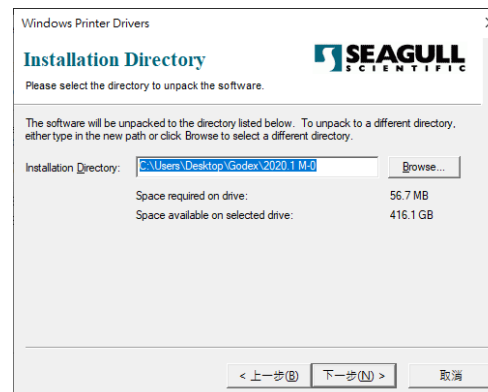 Windows Printer Drivers
Installation Directory
SEAGULL
SCIENTIFIC
Please select the directory to unpack the software.
The software will be unpacked to the directory listed below. To unpack to a different directory,
either type in the new path or click Browse to select a different directory.
Installation Directory: C:\Users\Desktop\Godex\2020.1 M-0 Browse...
Space required on drive: 56.7 MB
Space available on selected drive: 416.1 GB
< 上一步(B) 下一步(N) > 取消